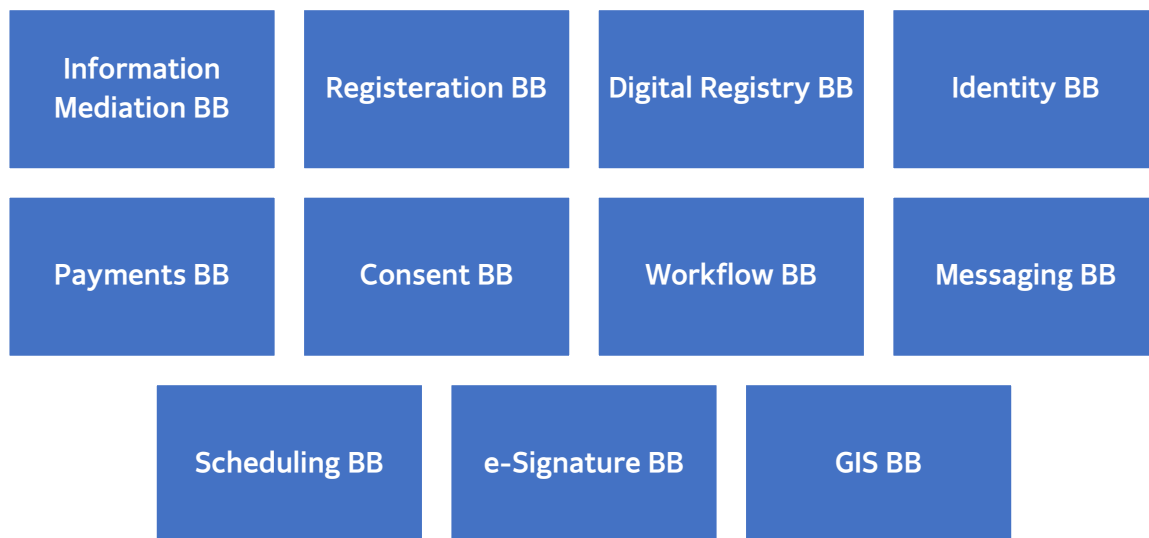 Information
Mediation BB
Registeration BB
Digital Registry BB
Identity BB
Payments BB
Consent BB
Workflow BB
Messaging BB
Scheduling BB
e-Signature BB
GIS BB